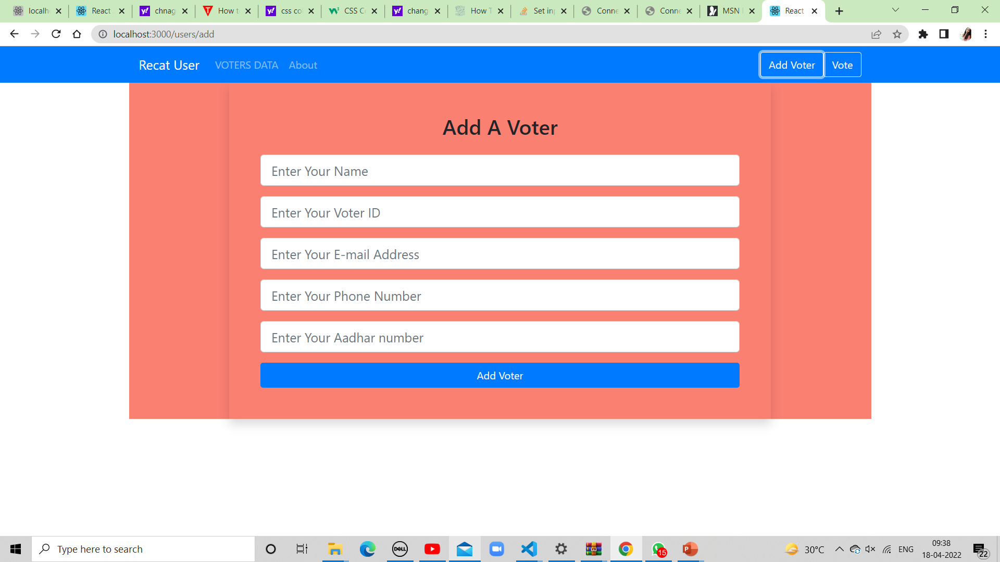 localh
React
chnag
How t
css co
CSS C
chang
How T
Set in
Conne
Conne
MSN
React
localhost:3000/users/add
Recat User VOTERS DATA About Add Voter Vote
Add A Voter
Enter Your Name
Enter Your Voter ID
Enter Your E-mail Address
Enter Your Phone Number
Enter Your Aadhar number
Add Voter
Type here to search
DELL
15
30°C
ENG
09:38
18-04-2022
22